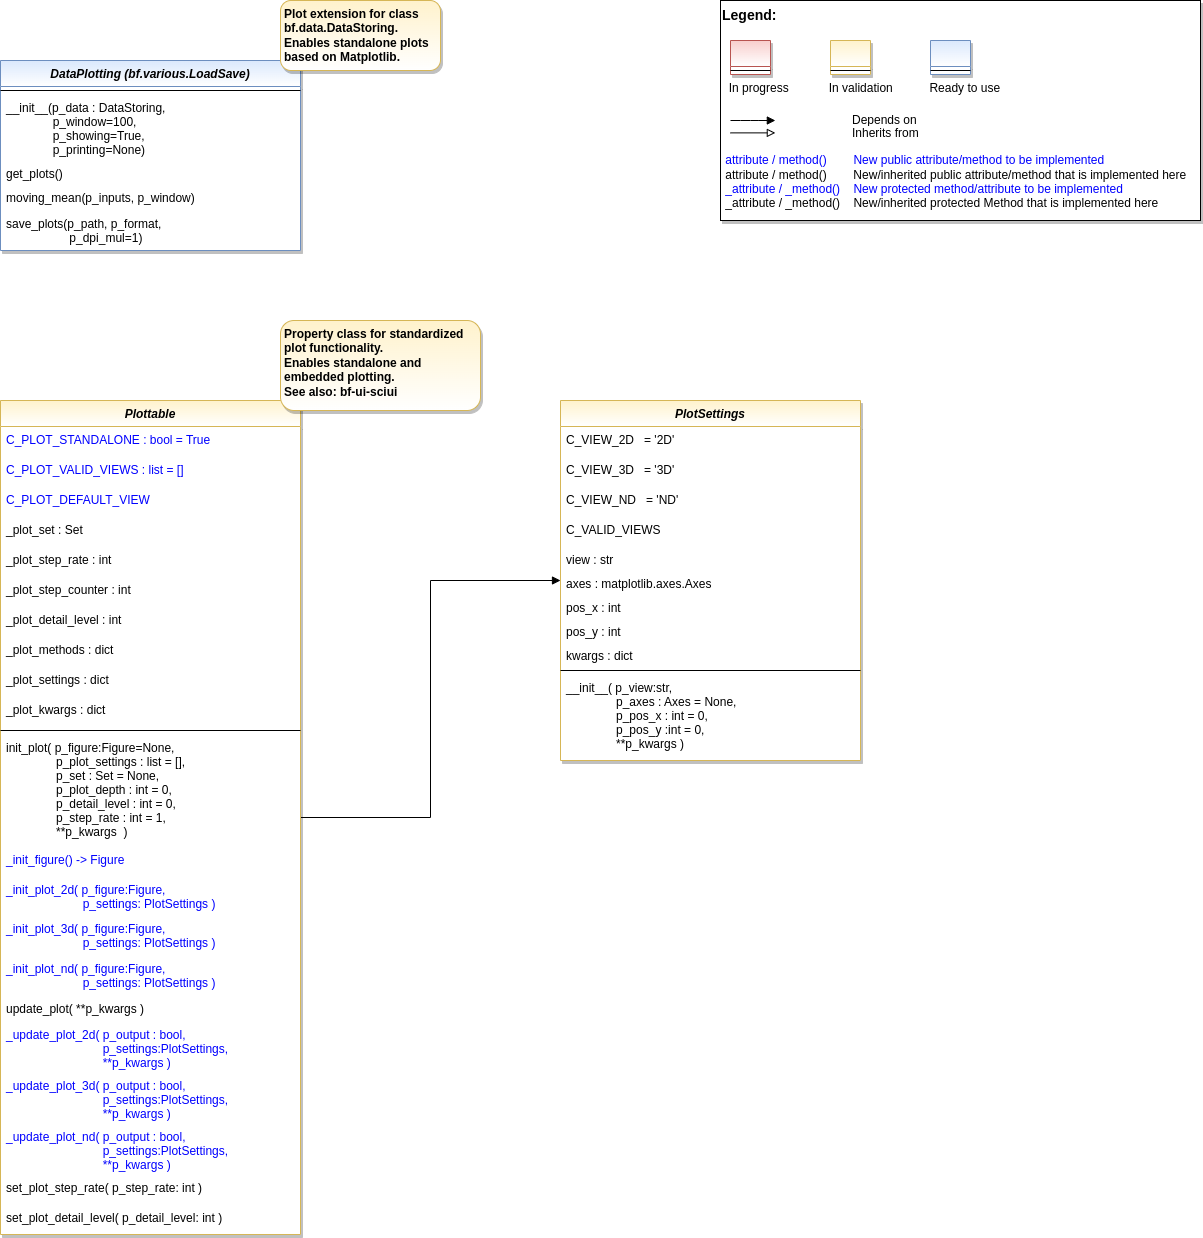 Plot extension for class
bf.data.DataStoring.
Enables standalone plots
based on Matplotlib.
DataPlotting (bf.various.LoadSave)
__init__(p_data : DataStoring,
p_window=100,
p_showing=True,
p_printing=None)
get_plots()
moving_mean(p_inputs, p_window)
save_plots(p_path, p_format,
p_dpi_mul=1)
Legend:
In progress
In validation
Ready to use
Depends on
Inherits from
attribute / method() New public attribute/method to be implemented
attribute / method() New/inherited public attribute/method that is implemented here
_attribute / _method() New protected method/attribute to be implemented
_attribute / _method() New/inherited protected Method that is implemented here
Property class for standardized
plot functionality.
Enables standalone and
embedded plotting.
See also: bf-ui-sciui
Plottable
C_PLOT_STANDALONE : bool = True
C_PLOT_VALID_VIEWS : list = []
C_PLOT_DEFAULT_VIEW
_plot_set : Set
_plot_step_rate : int
_plot_step_counter : int
_plot_detail_level : int
_plot_methods : dict
_plot_settings : dict
_plot_kwargs : dict
init_plot( p_figure:Figure=None,
p_plot_settings : list = [],
p_set : Set = None,
p_plot_depth : int = 0,
p_detail_level : int = 0,
p_step_rate : int = 1,
**p_kwargs )
_init_figure() -> Figure
_init_plot_2d( p_figure:Figure,
p_settings: PlotSettings )
_init_plot_3d( p_figure:Figure,
p_settings: PlotSettings )
_init_plot_nd( p_figure:Figure,
p_settings: PlotSettings )
update_plot( **p_kwargs )
_update_plot_2d( p_output : bool,
p_settings:PlotSettings,
**p_kwargs )
_update_plot_3d( p_output : bool,
p_settings:PlotSettings,
**p_kwargs )
_update_plot_nd( p_output : bool,
p_settings:PlotSettings,
**p_kwargs )
set_plot_step_rate( p_step_rate: int )
set_plot_detail_level( p_detail_level: int )
PlotSettings
C_VIEW_2D = '2D'
C_VIEW_3D = '3D'
C_VIEW_ND = 'ND'
C_VALID_VIEWS
view : str
axes : matplotlib.axes.Axes
pos_x : int
pos_y : int
kwargs : dict
__init__( p_view:str,
p_axes : Axes = None,
p_pos_x : int = 0,
p_pos_y :int = 0,
**p_kwargs )